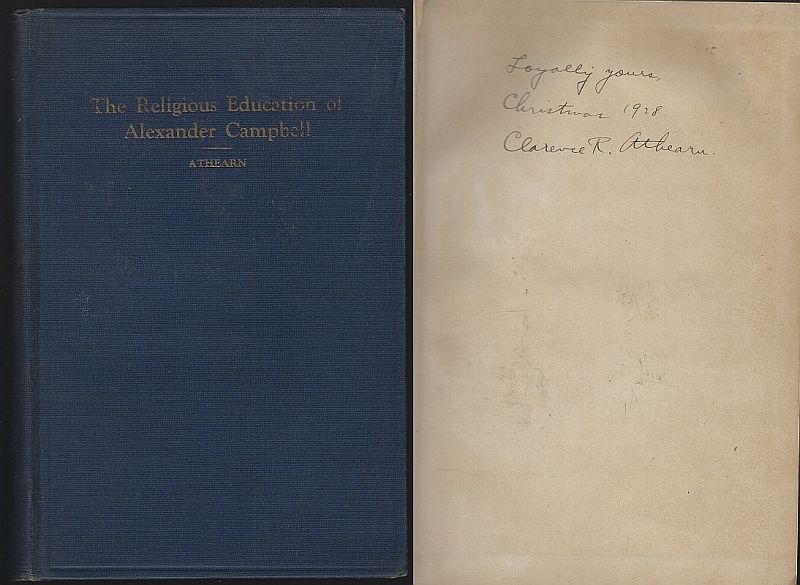 The Religious Education of
Alexander Campbell
ATHEARN
Loyally yours,
Christmas 1928
Clarence R. Athearn.